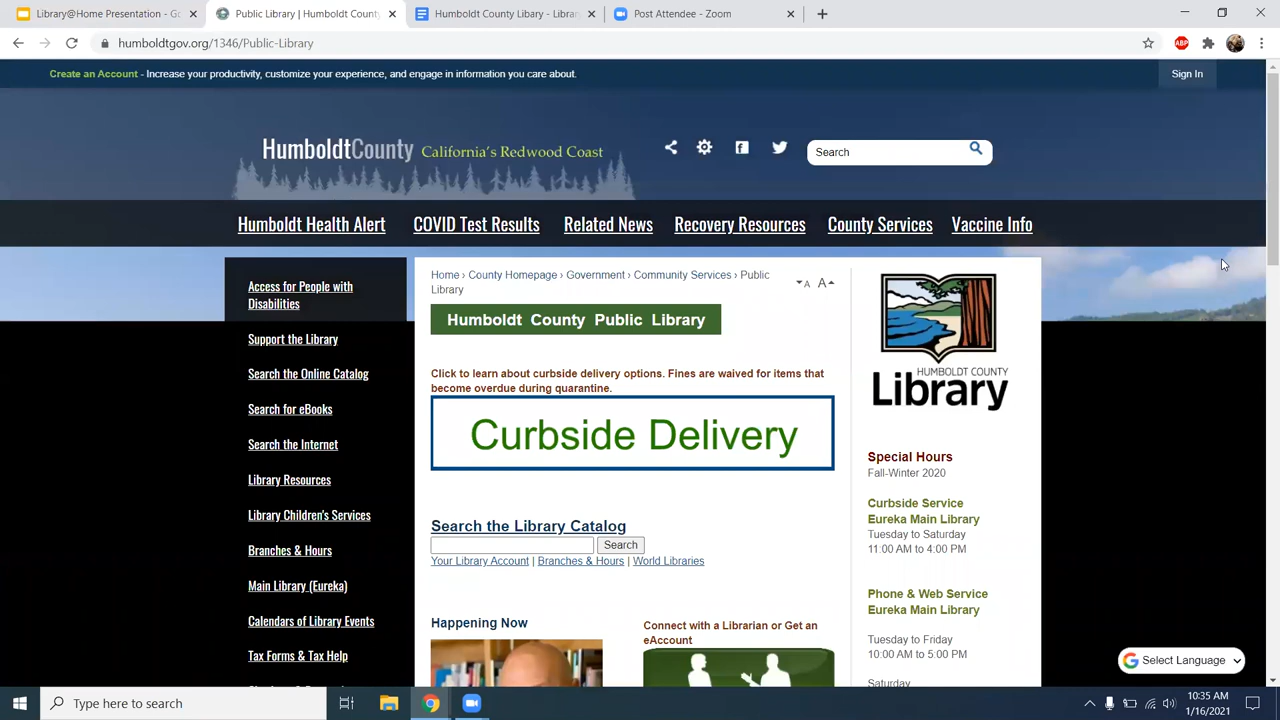 Library@Home Presentation - Go
Public Library | Humboldt County
Humboldt County Libary - Librar
Post Attendee - Zoom
humboldtgov.org/1346/Public-Library
ABP
Create an Account - Increase your productivity, customize your experience, and engage in information you care about.
Sign In
HumboldtCounty California's Redwood Coast
Search
Humboldt Health Alert
COVID Test Results
Related News
Recovery Resources
County Services
Vaccine Info
Access for People with
Disabilities
Support the Library
Search the Online Catalog
Search for eBooks
Search the Internet
Library Resources
Library Children's Services
Branches & Hours
Main Library (Eureka)
Calendars of Library Events
Tax Forms & Tax Help
Home › County Homepage › Government › Community Services › Public
Library
A A
Humboldt County Public Library
Click to learn about curbside delivery options. Fines are waived for items that
become overdue during quarantine.
Curbside Delivery
Search the Library Catalog
Search
Your Library Account | Branches & Hours | World Libraries
Happening Now
Connect with a Librarian or Get an
eAccount
HUMBOLDT COUNTY
Library
Special Hours
Fall-Winter 2020
Curbside Service
Eureka Main Library
Tuesday to Saturday
11:00 AM to 4:00 PM
Phone & Web Service
Eureka Main Library
Tuesday to Friday
10:00 AM to 5:00 PM
Saturday
Select Language
Type here to search
10:35 AM
1/16/2021